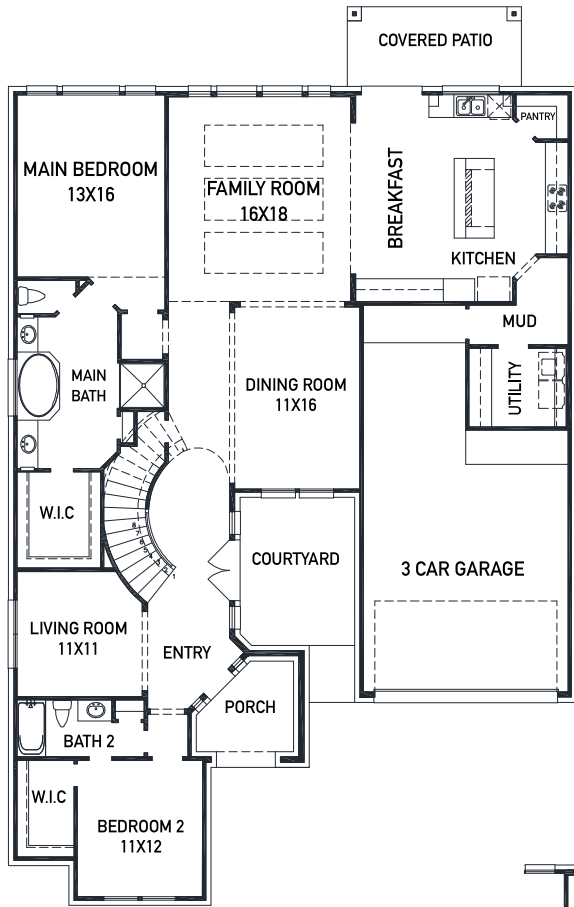 COVERED PATIO
PANTRY
MAIN BEDROOM
13X16
FAMILY ROOM
16X18
BREAKFAST
KITCHEN
MUD
UTILITY
MAIN
BATH
DINING ROOM
11X16
W.I.C
COURTYARD
3 CAR GARAGE
LIVING ROOM
11X11
ENTRY
PORCH
BATH 2
W.I.C
BEDROOM 2
11X12